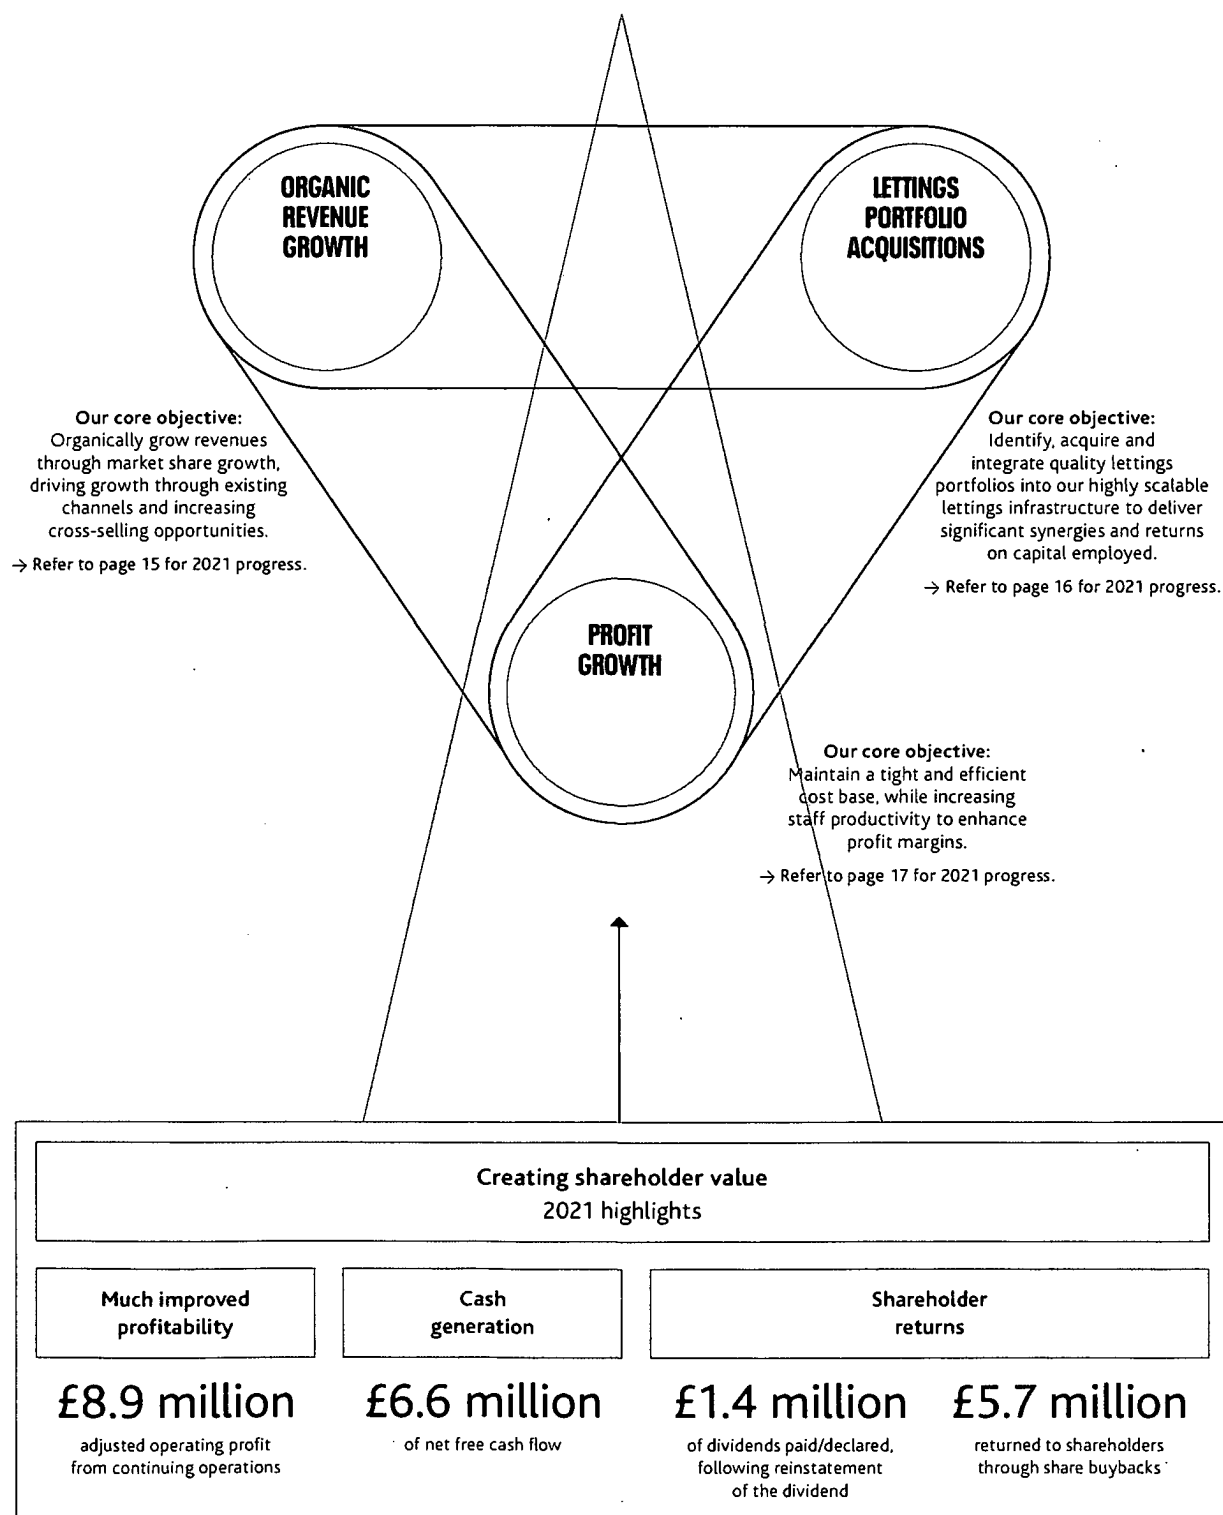 ORGANIC
REVENUE
GROWTH
LETTINGS
PORTFOLIO
ACQUISITIONS
Our core objective:
Organically grow revenues
through market share growth,
driving growth through existing
channels and increasing
cross-selling opportunities.
→ Refer to page 15 for 2021 progress.
Our core objective:
Identify, acquire and
integrate quality lettings
portfolios into our highly scalable
lettings infrastructure to deliver
significant synergies and returns
on capital employed.
→ Refer to page 16 for 2021 progress.
PROFIT
GROWTH
Our core objective:
Maintain a tight and efficient
cost base, while increasing
staff productivity to enhance
profit margins.
→ Refer to page 17 for 2021 progress.
Creating shareholder value
2021 highlights
Much improved
profitability
£8.9 million
adjusted operating profit
from continuing operations
Cash
generation
£6.6 million
of net free cash flow
Shareholder
returns
£1.4 million
of dividends paid/declared,
following reinstatement
of the dividend
£5.7 million
returned to shareholders
through share buybacks